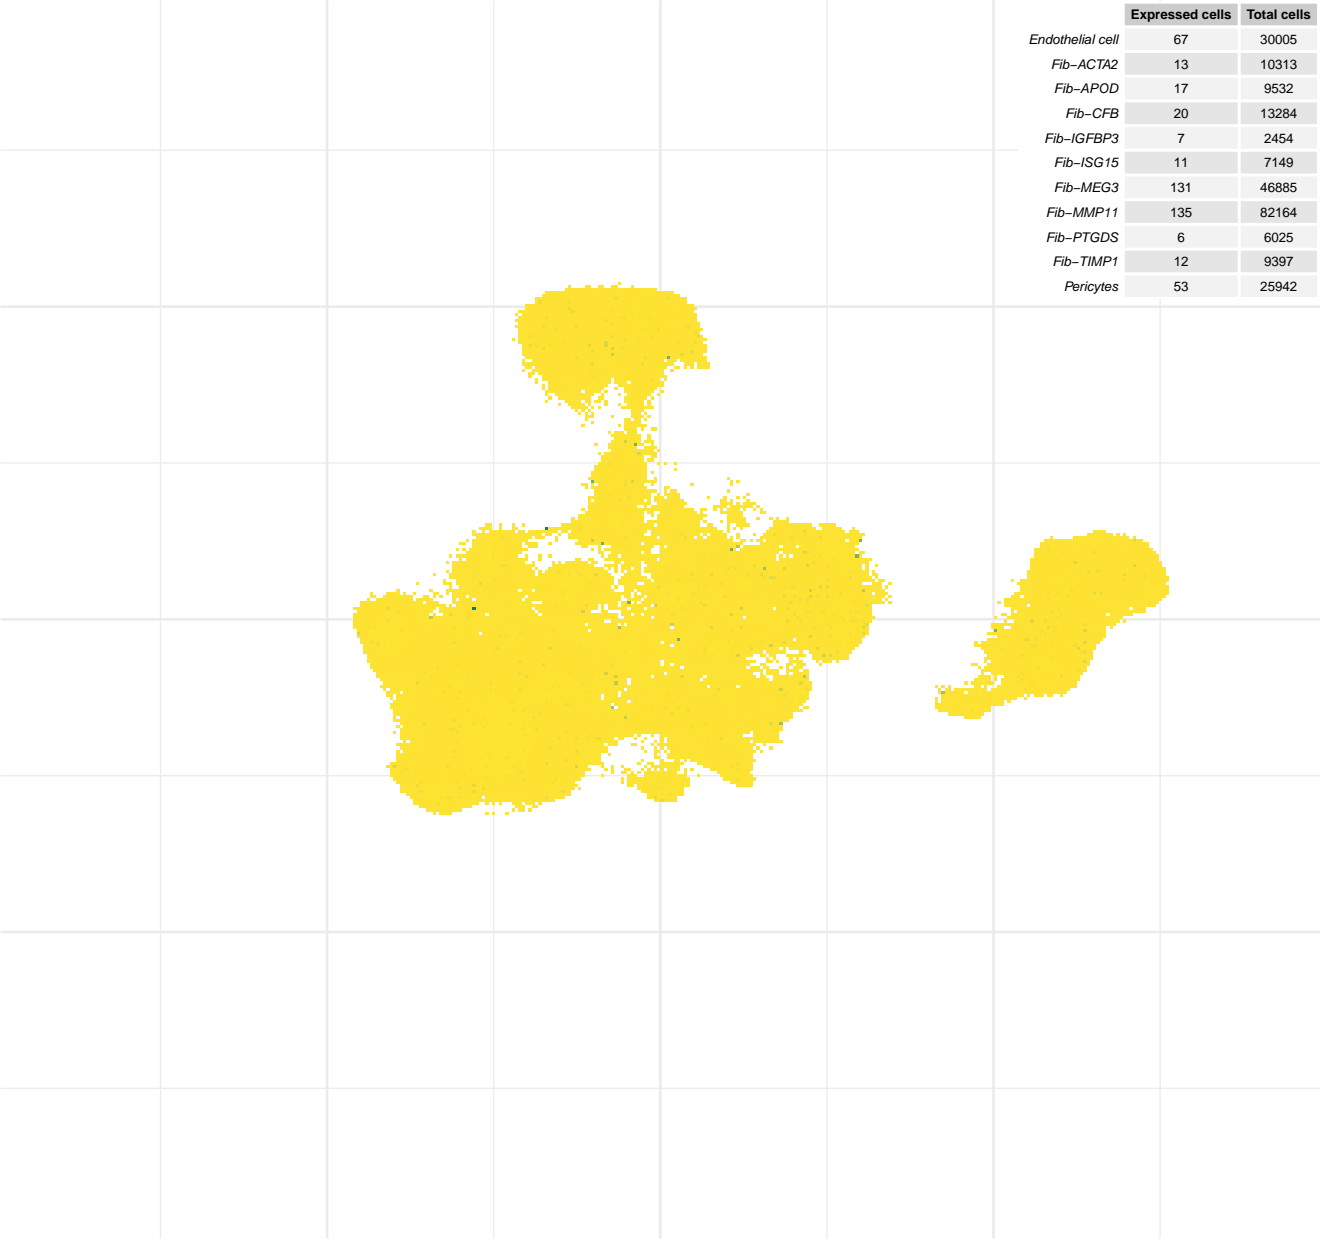 Expressed cells Total cells
Endothelial cell 67 30005
Fib−ACTA2 13 10313
Fib−APOD 17 9532
Fib−CFB 20 13284
Fib−IGFBP3 7 2454
Fib−ISG15 11 7149
Fib−MEG3 131 46885
Fib−MMP11 135 82164
Fib−PTGDS 6 6025
Fib−TIMP1 12 9397
Pericytes 53 25942